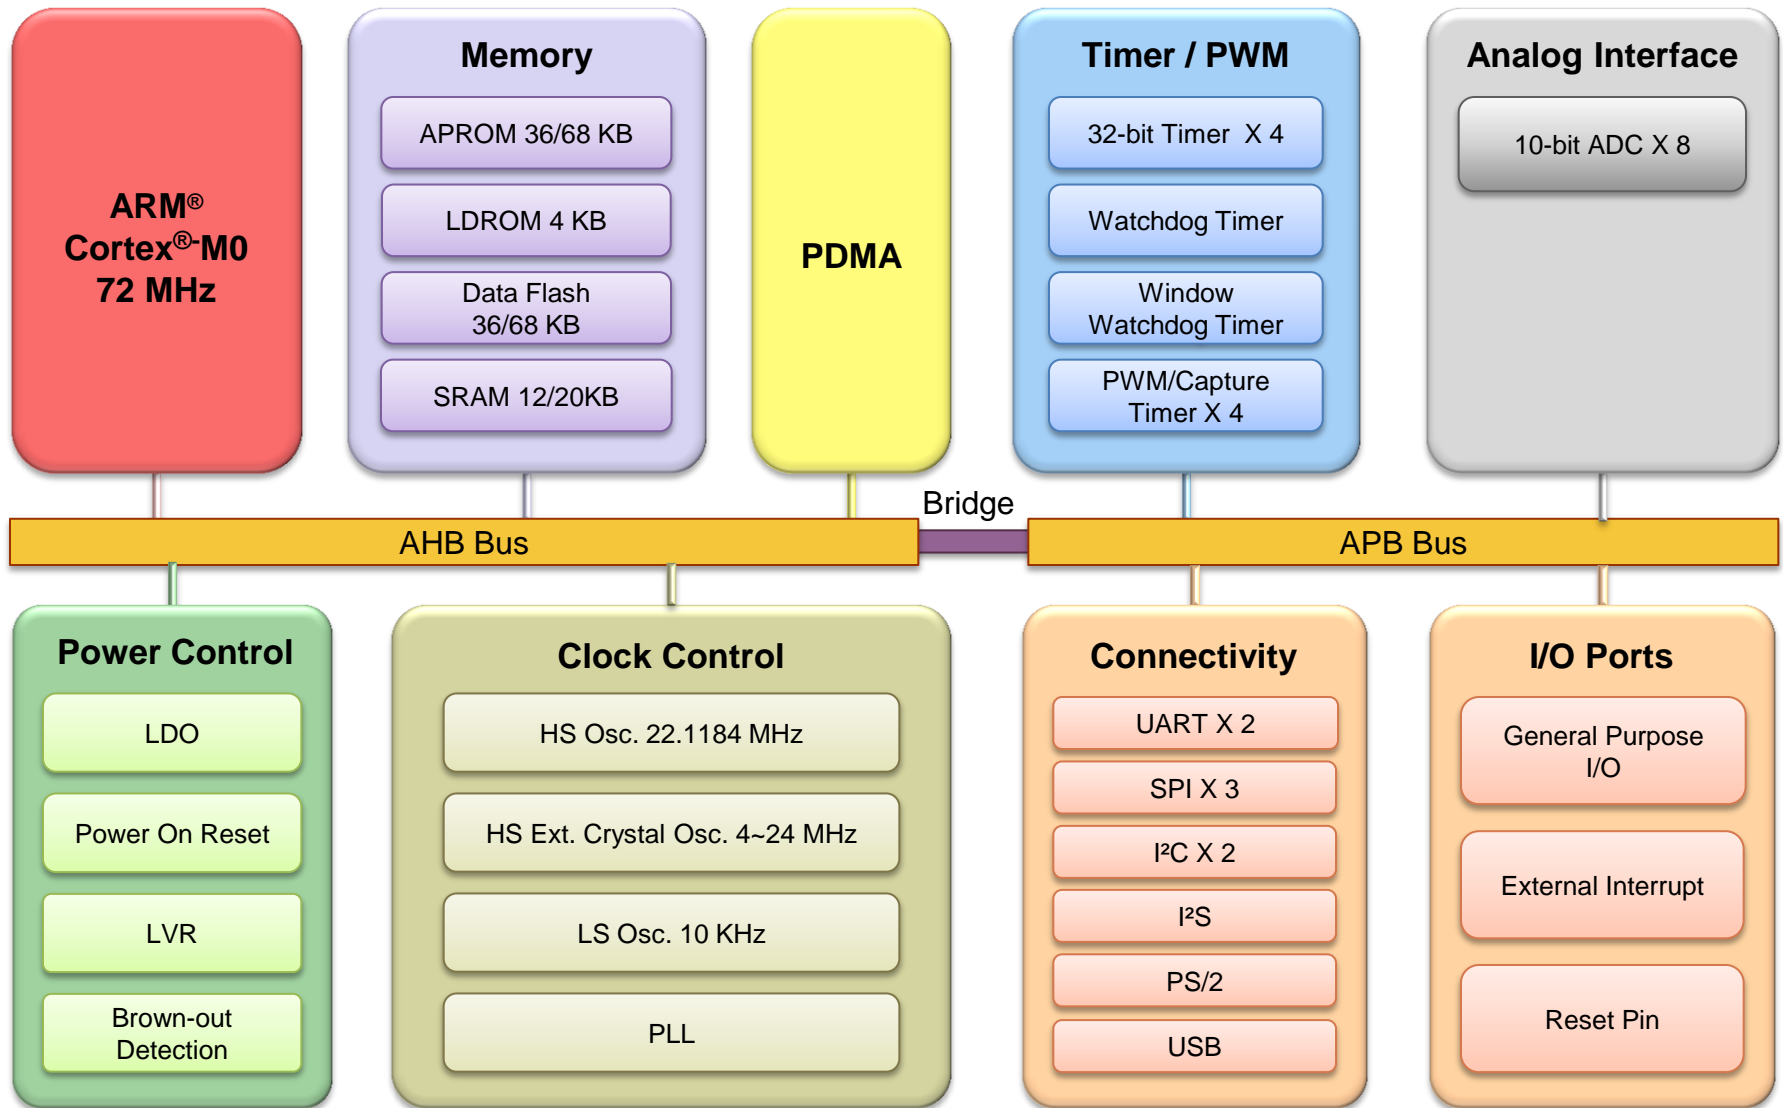 ARM®
Cortex®-M0
72 MHz
Memory
APROM 36/68 KB
LDROM 4 KB
Data Flash
36/68 KB
SRAM 12/20KB
PDMA
Timer / PWM
32-bit Timer X 4
Watchdog Timer
Window
Watchdog Timer
PWM/Capture
Timer X 4
Analog Interface
10-bit ADC X 8
AHB Bus
Bridge
APB Bus
Power Control
LDO
Power On Reset
LVR
Brown-out
Detection
Clock Control
HS Osc. 22.1184 MHz
HS Ext. Crystal Osc. 4~24 MHz
LS Osc. 10 KHz
PLL
Connectivity
UART X 2
SPI X 3
I²C X 2
I²S
PS/2
USB
I/O Ports
General Purpose
I/O
External Interrupt
Reset Pin